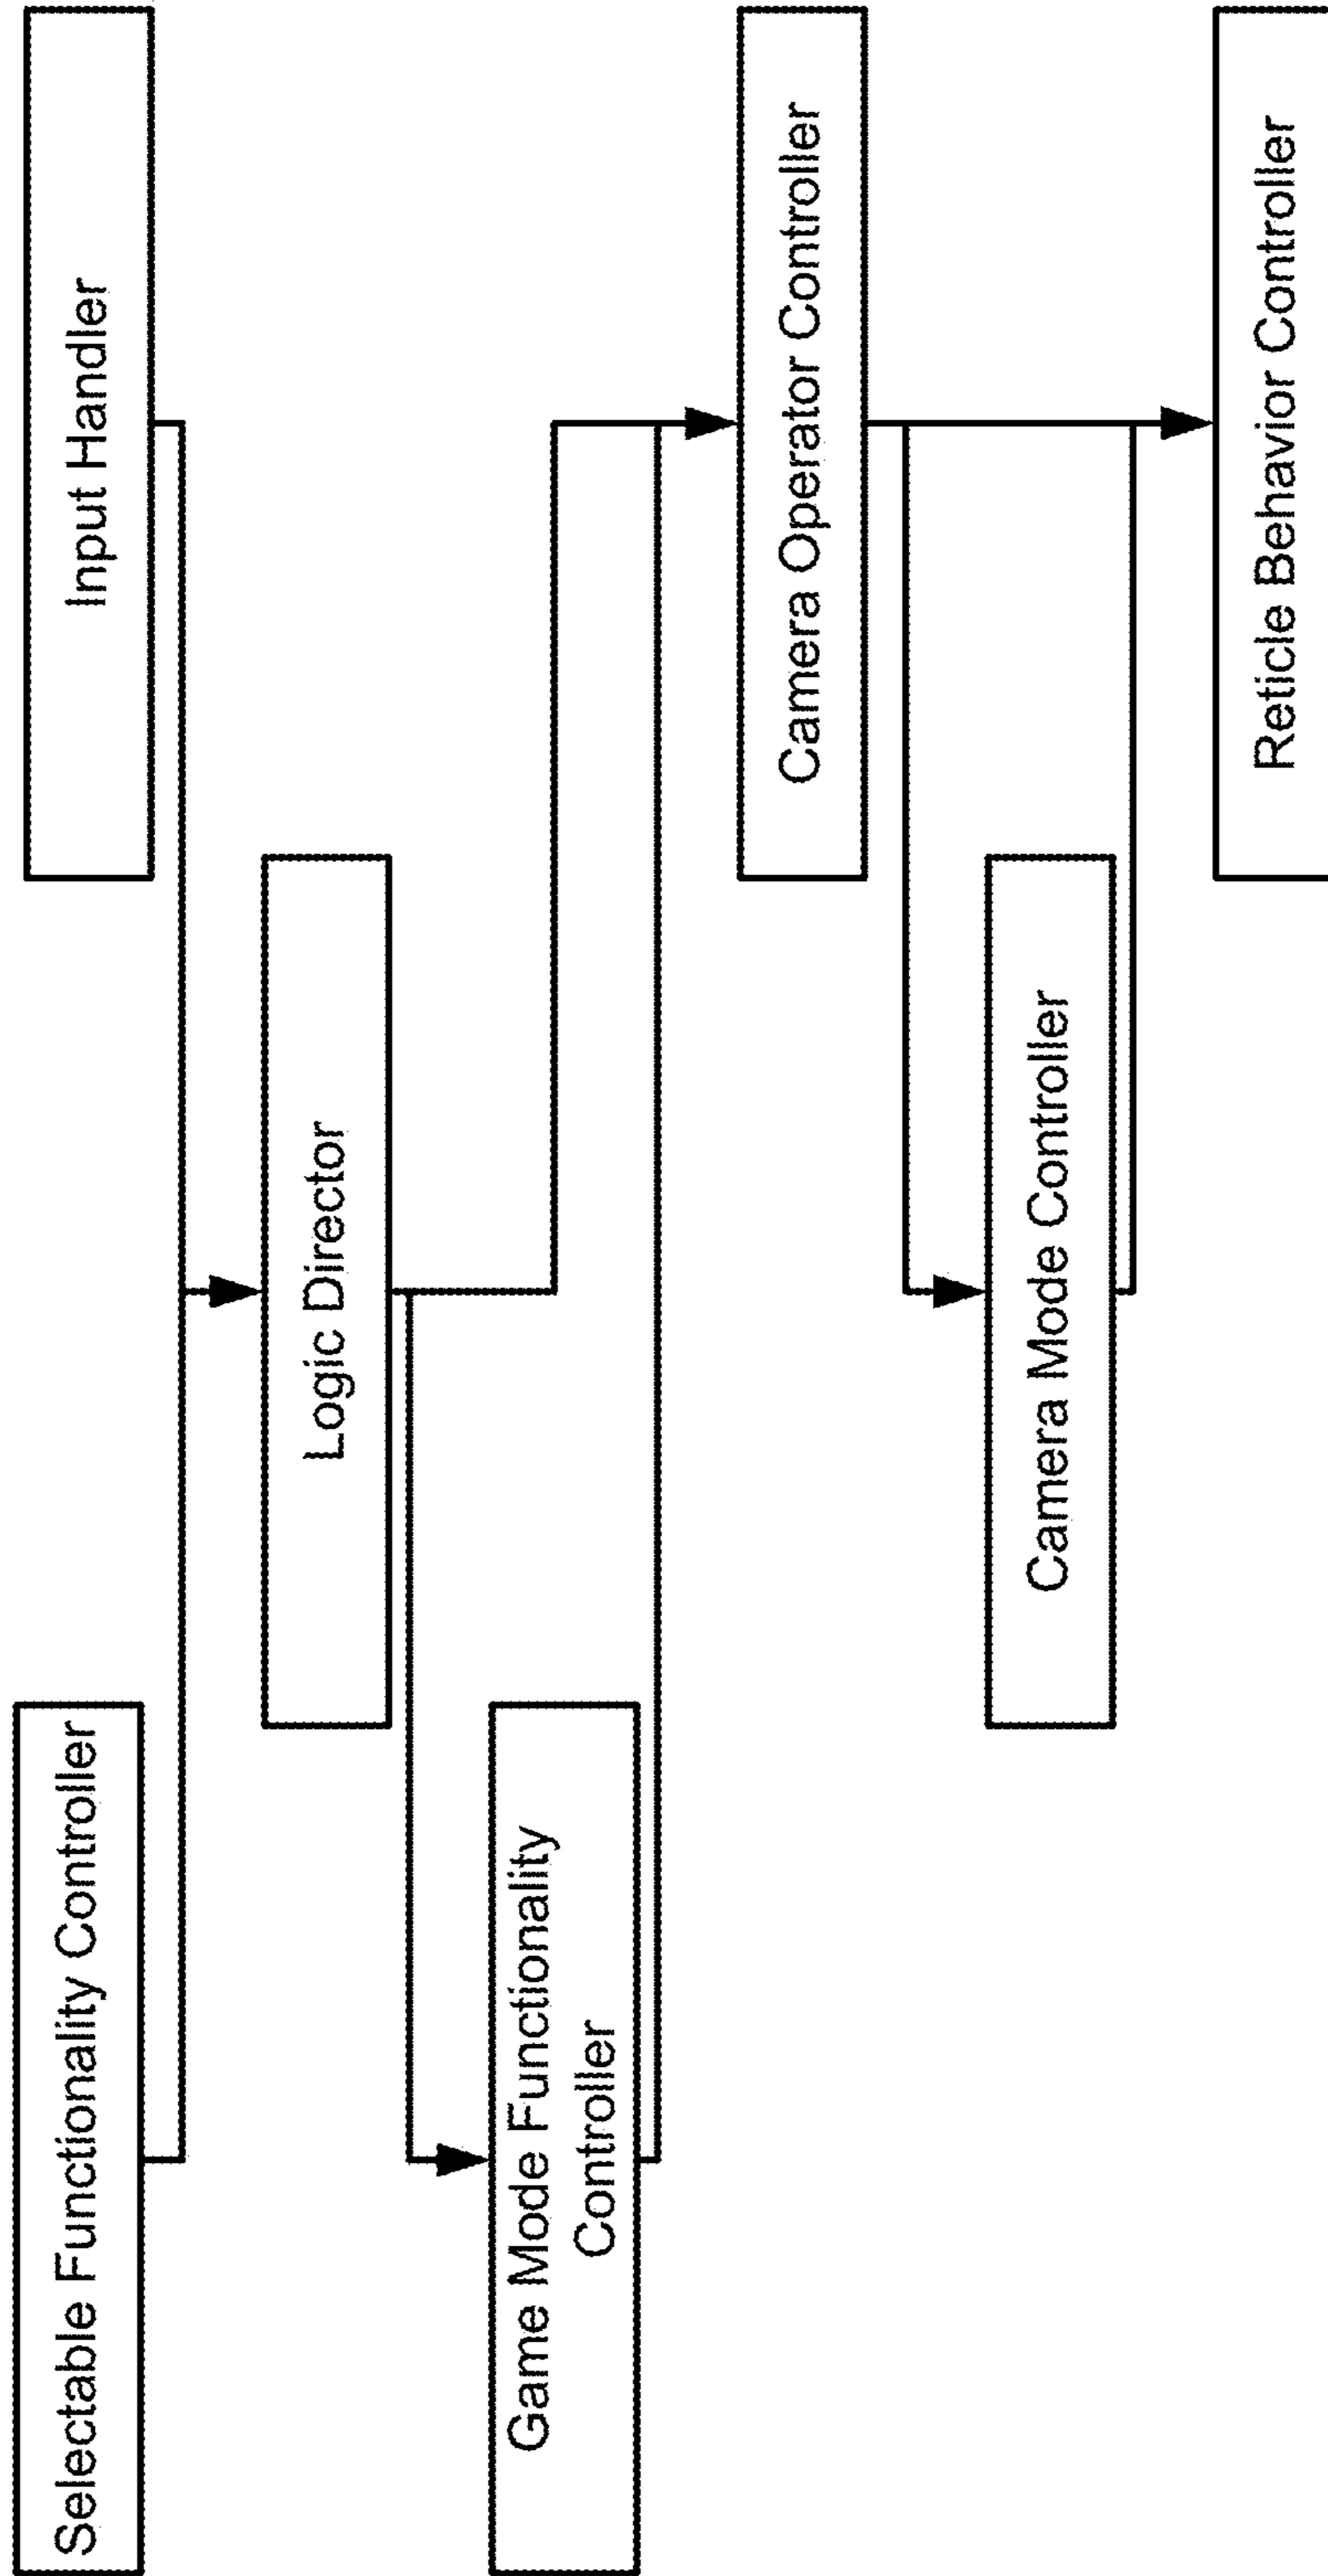 Selectable Functionality Controller
Input Handler
Logic Director
Game Mode Functionality
Controller
Camera Operator Controller
Camera Mode Controller
Reticle Behavior Controller